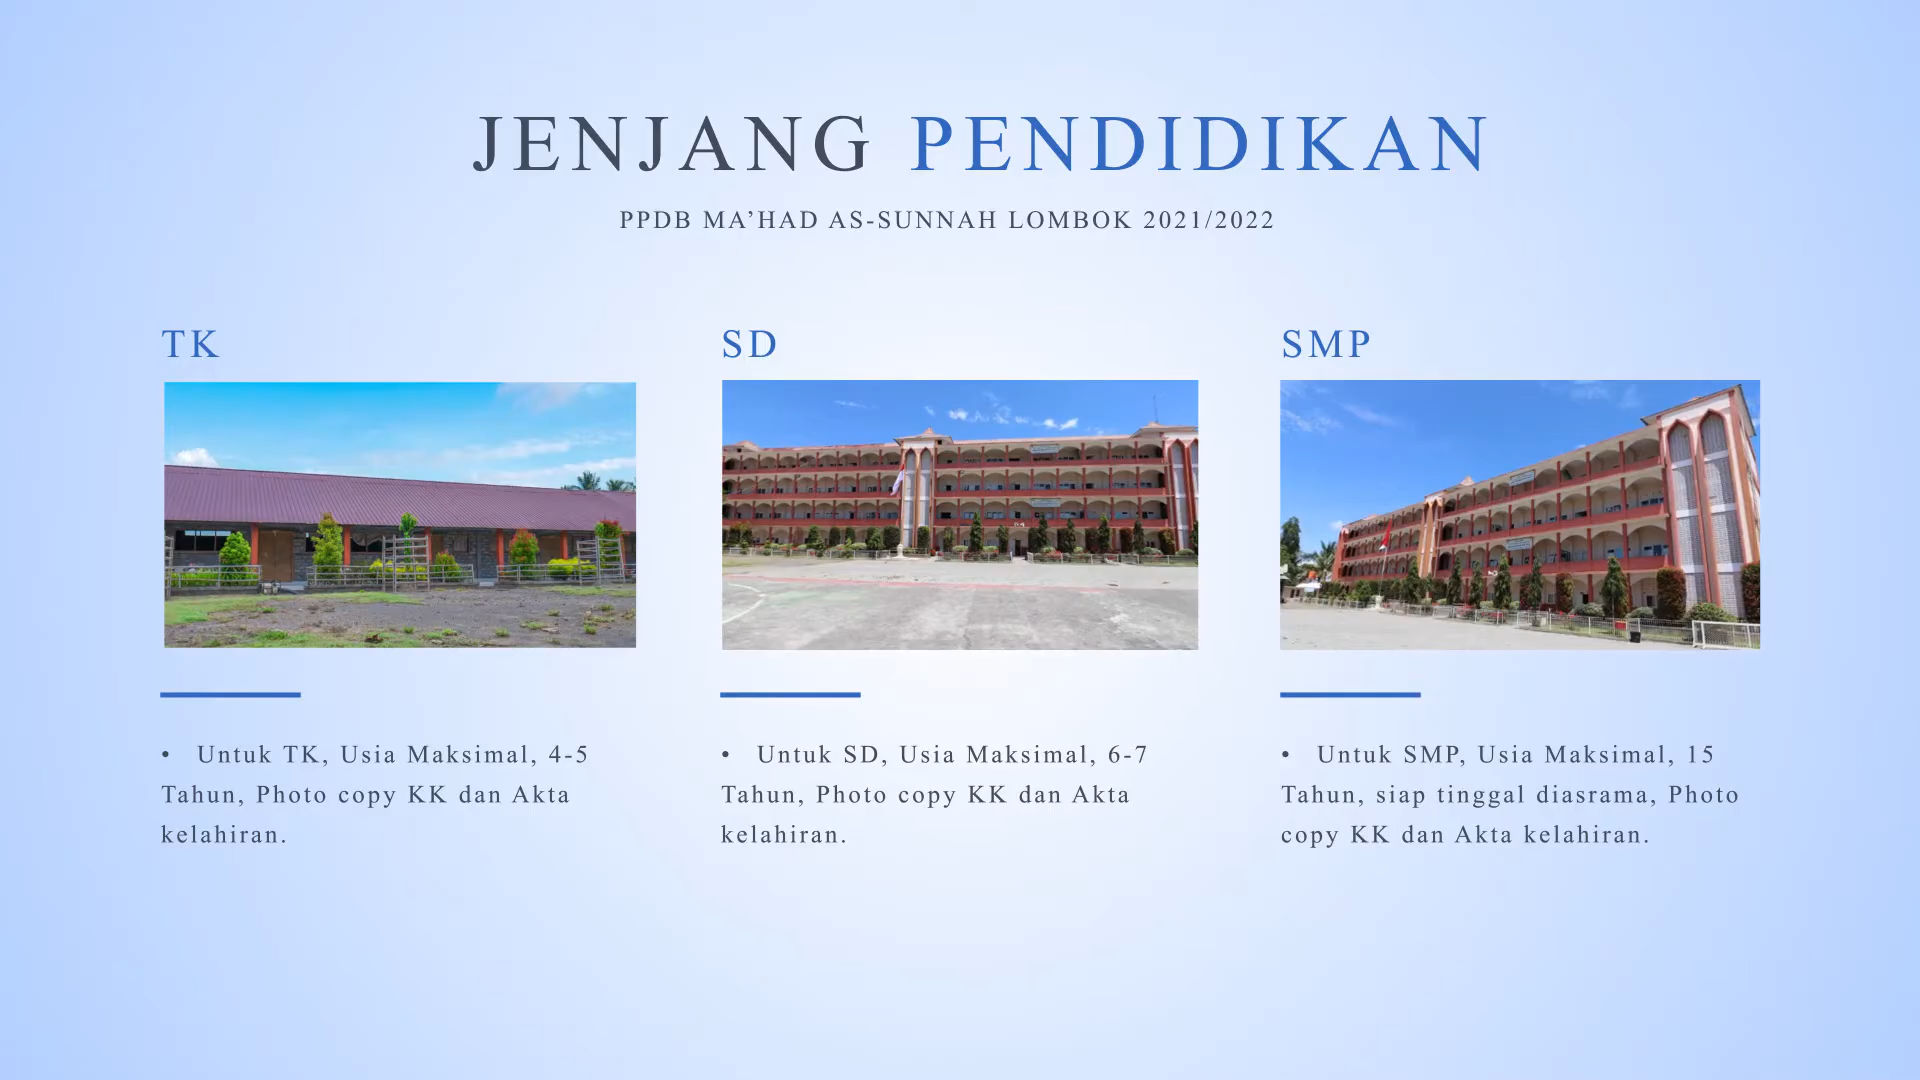 JENJANG PENDIDIKAN
PPDB MA’HAD AS-SUNNAH LOMBOK 2021/2022
TK
• Untuk TK, Usia Maksimal, 4-5
Tahun, Photo copy KK dan Akta
kelahiran.
SD
• Untuk SD, Usia Maksimal, 6-7
Tahun, Photo copy KK dan Akta
kelahiran.
SMP
• Untuk SMP, Usia Maksimal, 15
Tahun, siap tinggal diasrama, Photo
copy KK dan Akta kelahiran.